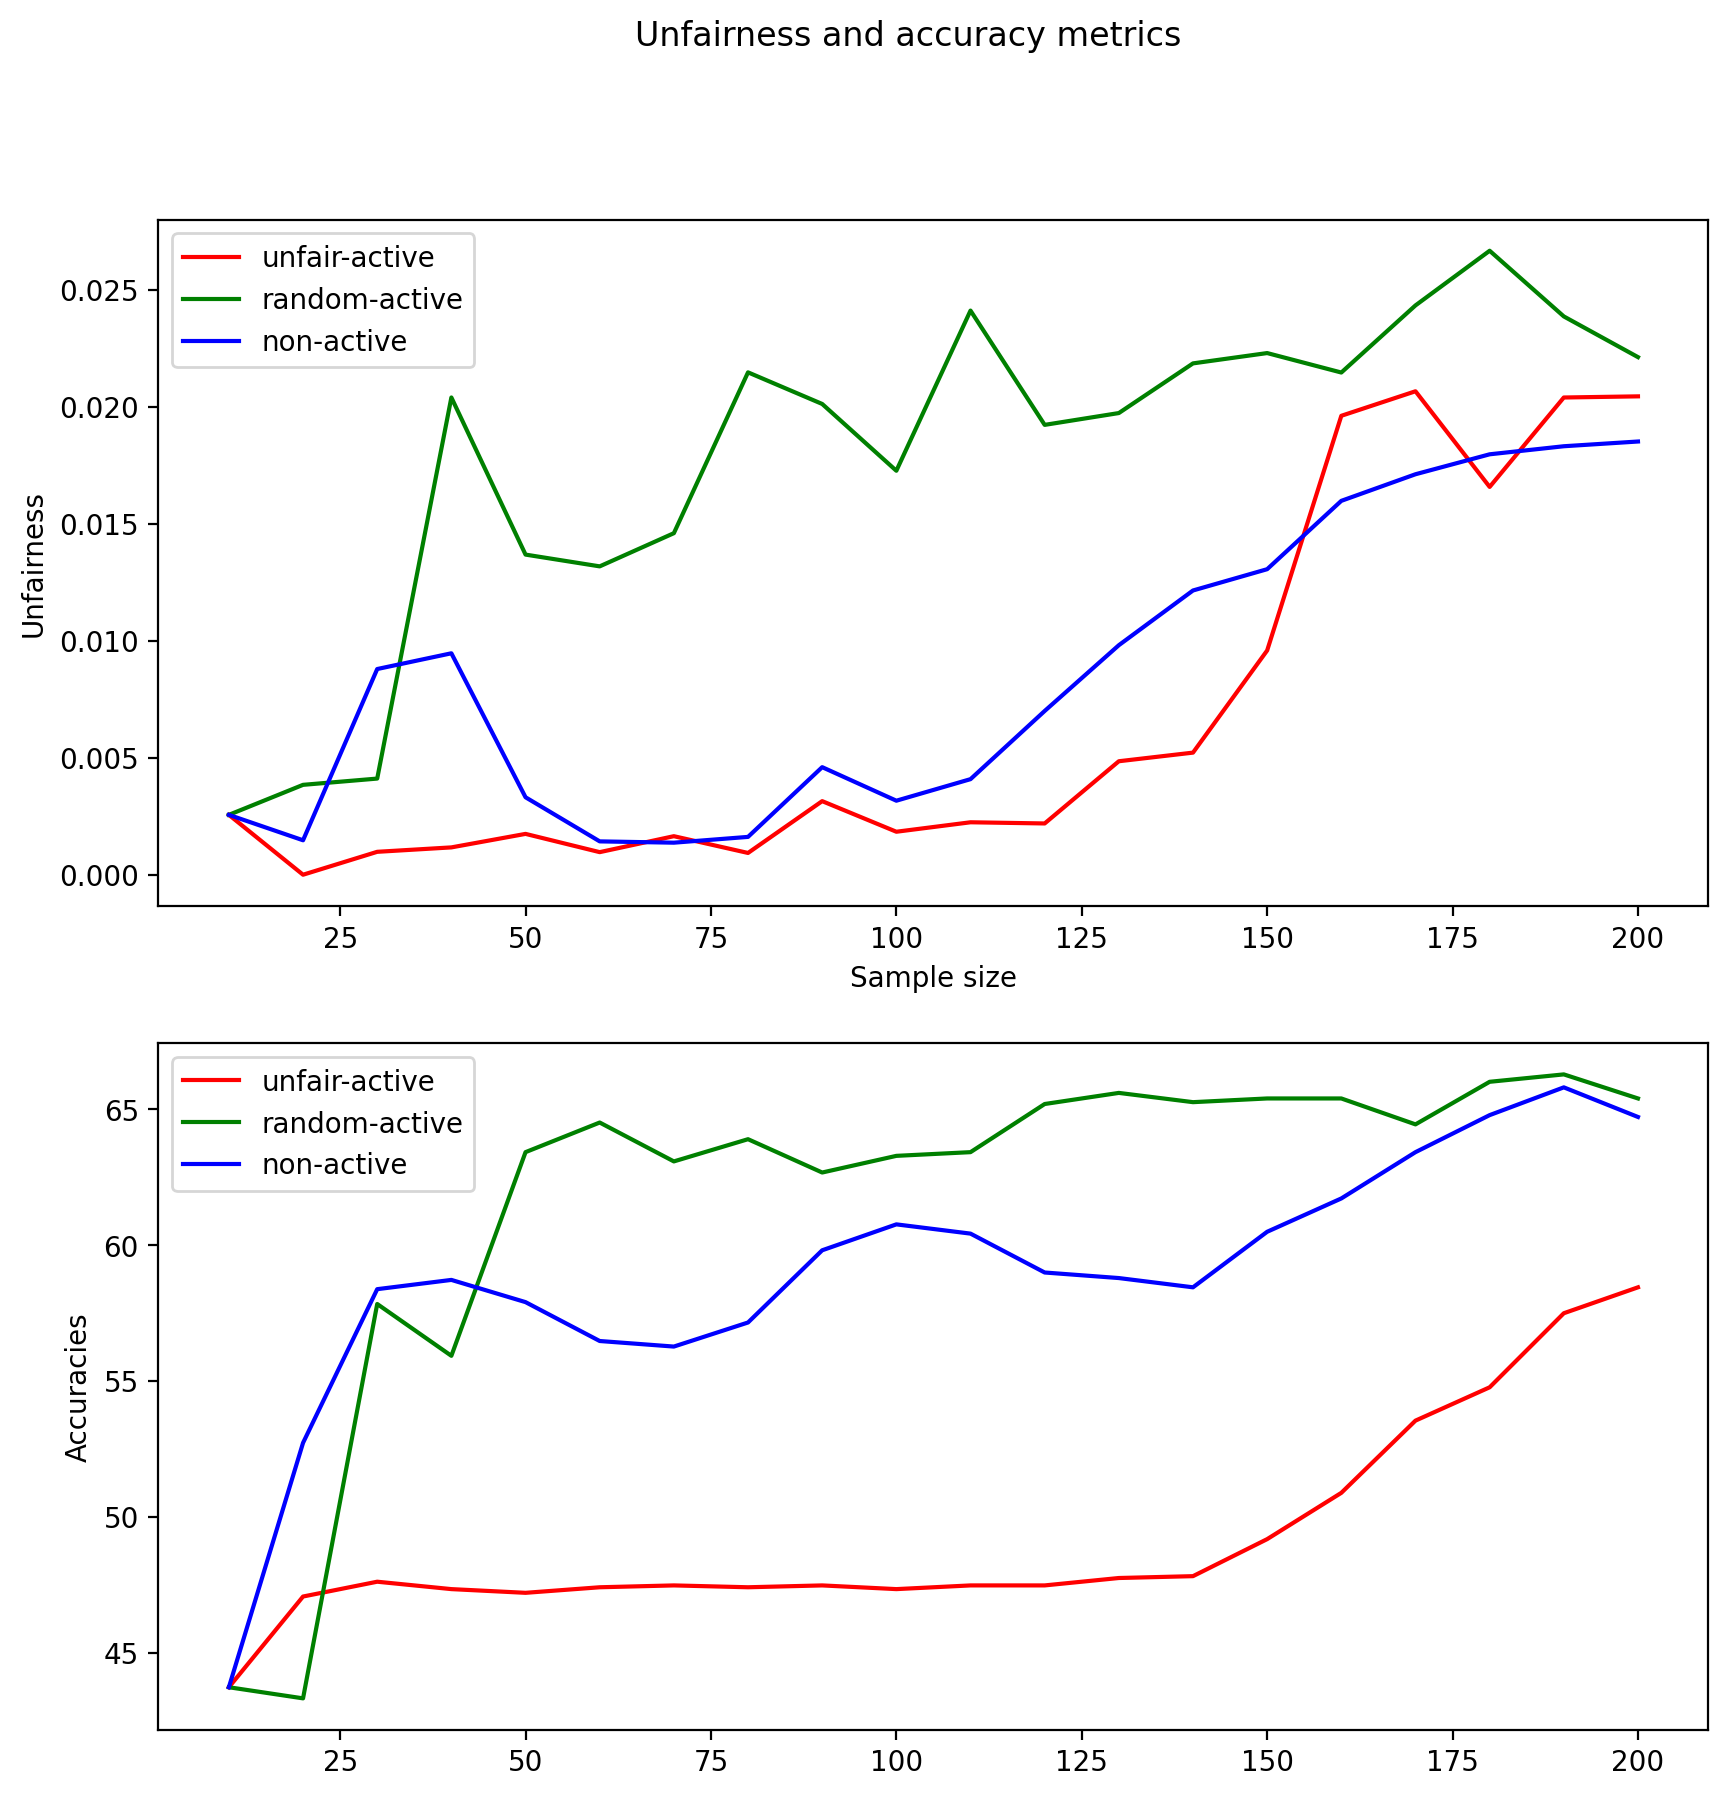 Unfairness and accuracy metrics
unfair-active
random-active
non-active
0.025
0.020
0.015
0.010
0.005
0.000
Unfairness
25 50 75 100 125 150 175 200
Sample size
unfair-active
random-active
non-active
65
60
55
50
45
Accuracies
25 50 75 100 125 150 175 200